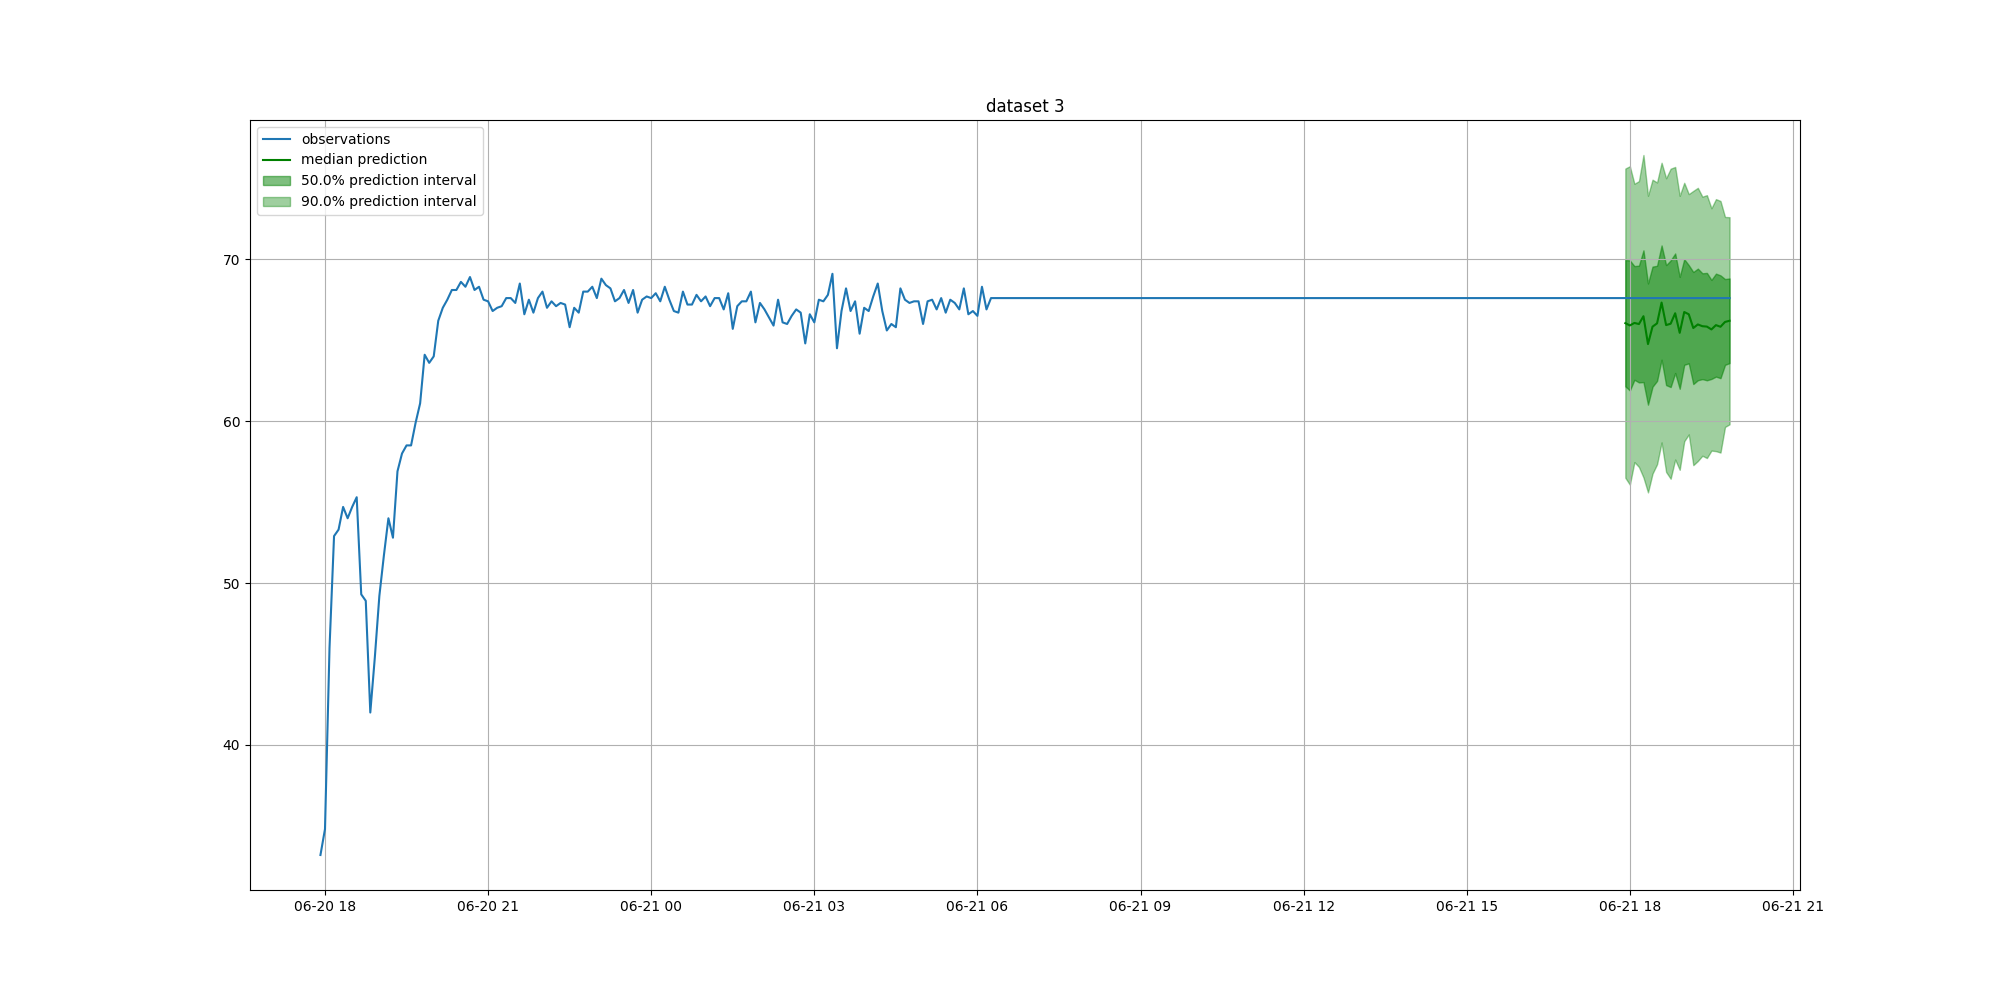 dataset 3
observations
median prediction
50.0% prediction interval
90.0% prediction interval
70
60
50
40
06-20 18
06-20 21
06-21 00
06-21 03
06-21 06
06-21 09
06-21 12
06-21 15
06-21 18
06-21 21